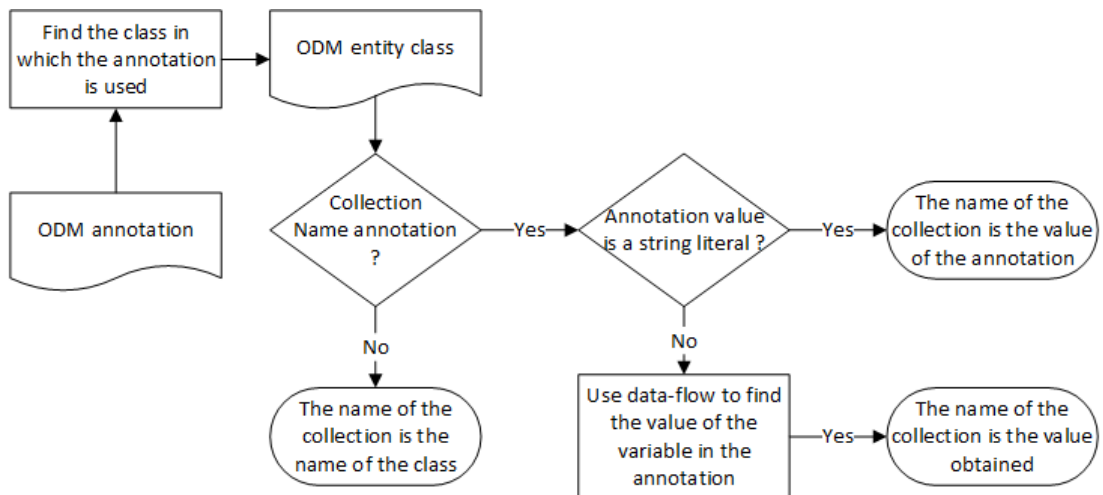 Find the class in
which the annotation
is used
ODM entity class
ODM annotation
Collection
Name annotation
?
Yes
Annotation value
is a string literal ?
Yes
The name of the
collection is the value
of the annotation
No
No
The name of the
collection is the
name of the class
Use data-flow to find
the value of the
variable in the
annotation
Yes
The name of the
collection is the value
obtained